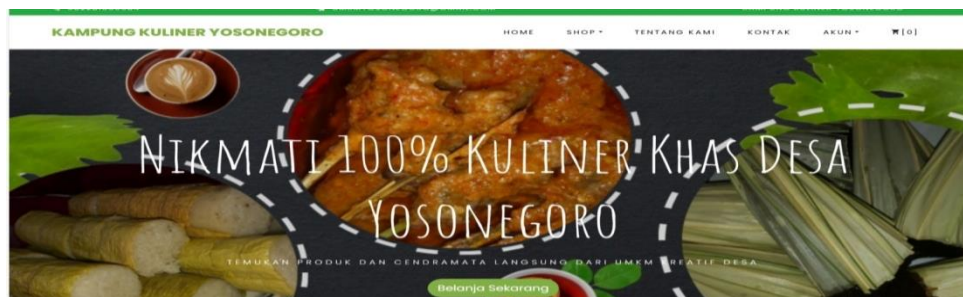 KAMPUNG KULINER YOSONEGORO
HOME SHOP TENTANG KAMI KONTAK AKUN [0]
NIKMATI 100% KULINER KHAS DESA
YOSONEGORO
TEMUKAN PRODUK DAN CENDRAMATA LANGSUNG DARI UMKM KREATIF DESA
Belanja Sekarang